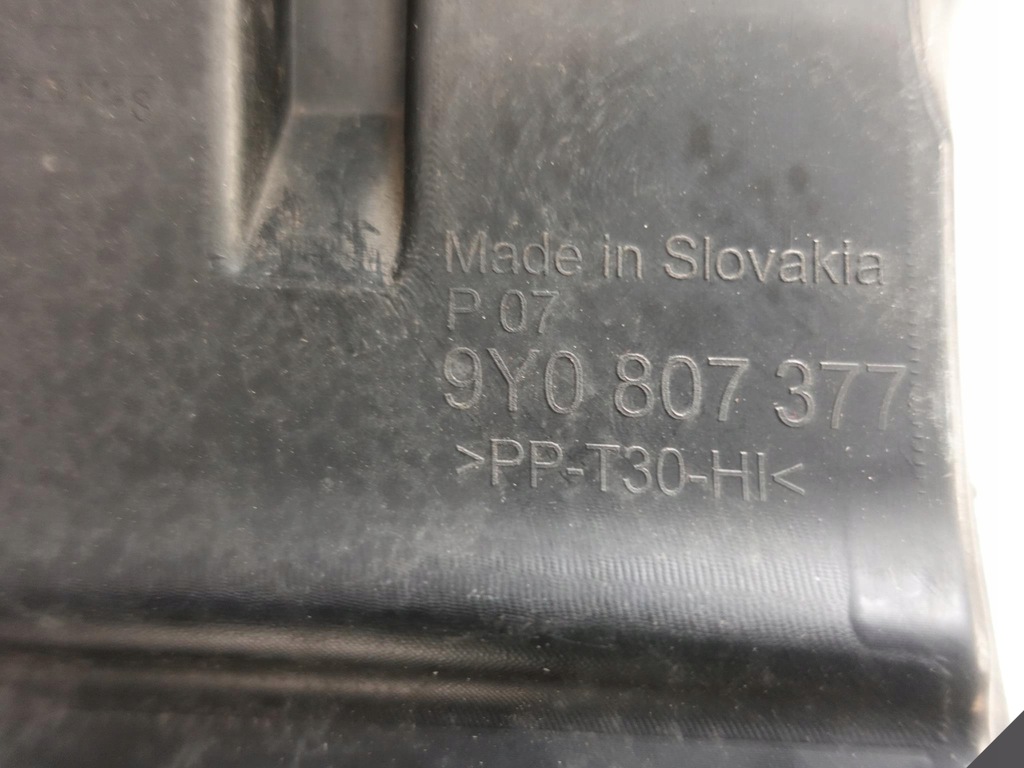 Made in Slovakia
P 07
9Y0 807 377
>PP-T30-HI<